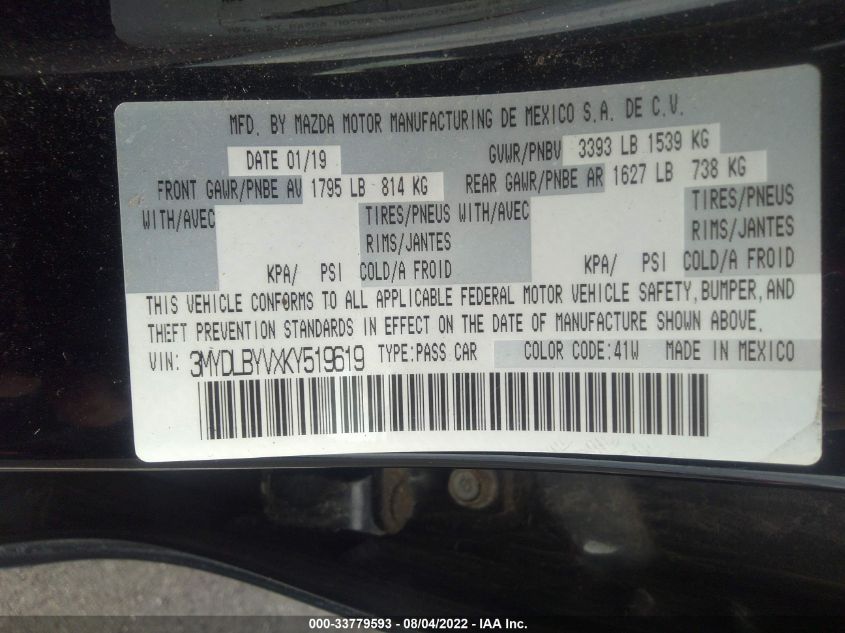 MFD. BY MAZDA MOTOR MANUFACTURING DE MEXICO S.A. DE C.V.
DATE 01/19 GVWR/PNBV 3393 LB 1539 KG
FRONT GAWR/PNBE AV 1795 LB 814 KG REAR GAWR/PNBE AR 1627 LB 738 KG
WITH/AVEC TIRES/PNEUS WITH/AVEC TIRES/PNEUS
RIMS/JANTES RIMS/JANTES
KPA/ PSI COLD/A FROID KPA/ PSI COLD/A FROID
THIS VEHICLE CONFORMS TO ALL APPLICABLE FEDERAL MOTOR VEHICLE SAFETY, BUMPER, AND
THEFT PREVENTION STANDARDS IN EFFECT ON THE DATE OF MANUFACTURE SHOWN ABOVE.
VIN: 3MYDLBYVXKY519619 TYPE:PASS CAR COLOR CODE:41W MADE IN MEXICO
000-33779593 - 08/04/2022 - IAA Inc.